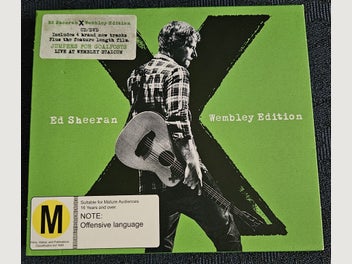 Ed Sheeran X Wembley Edition
CD/DVD
Includes 4 brand new tracks
Plus the feature length film,
JUMPERS FOR GOALPOSTS
LIVE AT WEMBLEY STADIUM
Ed Sheeran
Wembley Edition
M
Suitable for Mature Audiences
16 Years and over
NOTE:
Offensive language